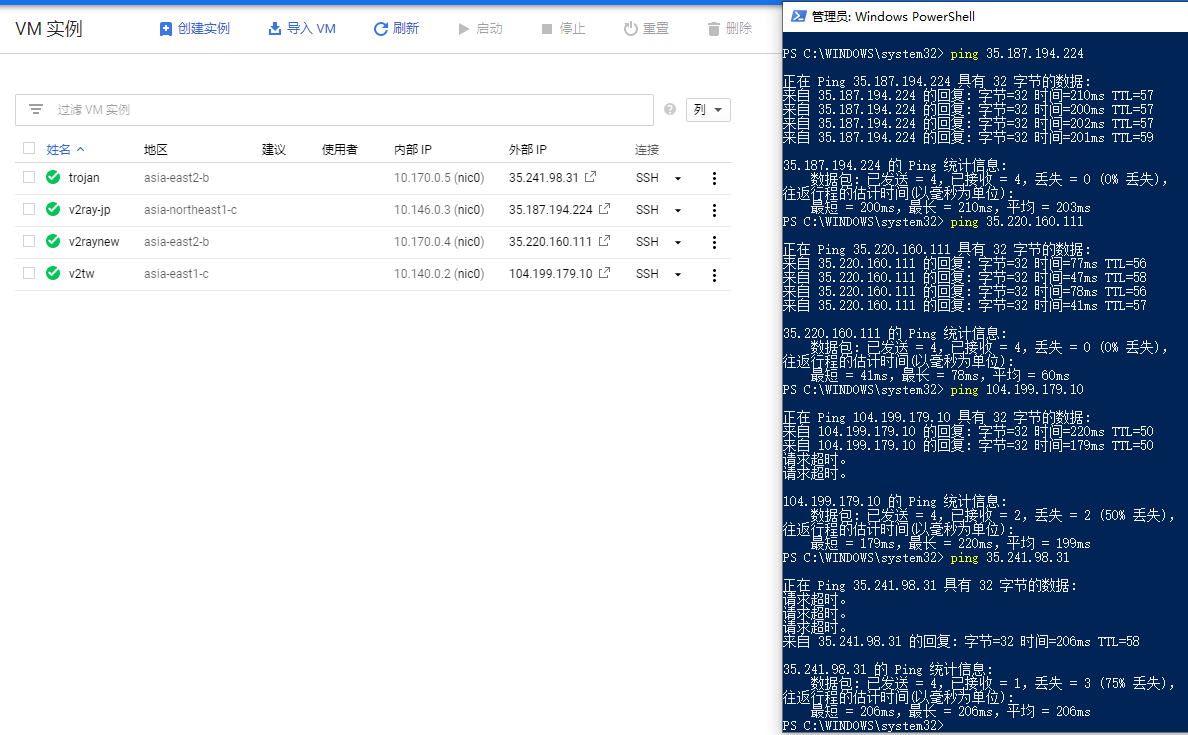 VM 实例
创建实例
导入 VM
刷新
启动
停止
重置
删除
过滤 VM 实例
列
姓名 地区 建议 使用者 内部 IP 外部 IP 连接
trojan asia-east2-b 10.170.0.5 (nic0) 35.241.98.31 SSH
v2ray-jp asia-northeast1-c 10.146.0.3 (nic0) 35.187.194.224 SSH
v2raynew asia-east2-b 10.170.0.4 (nic0) 35.220.160.111 SSH
v2tw asia-east1-c 10.140.0.2 (nic0) 104.199.179.10 SSH
管理员: Windows PowerShell
PS C:\WINDOWS\system32> ping 35.187.194.224
正在 Ping 35.187.194.224 具有 32 字节的数据:
来自 35.187.194.224 的回复: 字节=32 时间=210ms TTL=57
来自 35.187.194.224 的回复: 字节=32 时间=200ms TTL=57
来自 35.187.194.224 的回复: 字节=32 时间=202ms TTL=57
来自 35.187.194.224 的回复: 字节=32 时间=201ms TTL=59
35.187.194.224 的 Ping 统计信息:
数据包: 已发送 = 4，已接收 = 4，丢失 = 0 (0% 丢失)，
往返行程的估计时间(以毫秒为单位):
最短 = 200ms，最长 = 210ms，平均 = 203ms
PS C:\WINDOWS\system32> ping 35.220.160.111
正在 Ping 35.220.160.111 具有 32 字节的数据:
来自 35.220.160.111 的回复: 字节=32 时间=77ms TTL=56
来自 35.220.160.111 的回复: 字节=32 时间=47ms TTL=58
来自 35.220.160.111 的回复: 字节=32 时间=78ms TTL=56
来自 35.220.160.111 的回复: 字节=32 时间=41ms TTL=57
35.220.160.111 的 Ping 统计信息:
数据包: 已发送 = 4，已接收 = 4，丢失 = 0 (0% 丢失)，
往返行程的估计时间(以毫秒为单位):
最短 = 41ms，最长 = 78ms，平均 = 60ms
PS C:\WINDOWS\system32> ping 104.199.179.10
正在 Ping 104.199.179.10 具有 32 字节的数据:
来自 104.199.179.10 的回复: 字节=32 时间=220ms TTL=50
来自 104.199.179.10 的回复: 字节=32 时间=179ms TTL=50
请求超时。
请求超时。
104.199.179.10 的 Ping 统计信息:
数据包: 已发送 = 4，已接收 = 2，丢失 = 2 (50% 丢失)，
往返行程的估计时间(以毫秒为单位):
最短 = 179ms，最长 = 220ms，平均 = 199ms
PS C:\WINDOWS\system32> ping 35.241.98.31
正在 Ping 35.241.98.31 具有 32 字节的数据:
请求超时。
请求超时。
请求超时。
来自 35.241.98.31 的回复: 字节=32 时间=206ms TTL=58
35.241.98.31 的 Ping 统计信息:
数据包: 已发送 = 4，已接收 = 1，丢失 = 3 (75% 丢失)，
往返行程的估计时间(以毫秒为单位):
最短 = 206ms，最长 = 206ms，平均 = 206ms
PS C:\WINDOWS\system32>